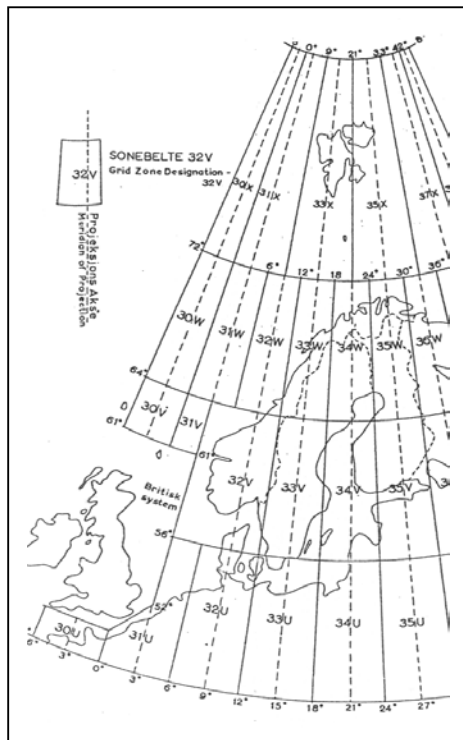 0° 9° 21° 33° 42°
SONEBELTE 32V
Grid Zone Designation -
32V
32V
Projeksjons Akse
Meridian of Projection
30X 31X 33X 35X 37X
72° 6° 12° 18 24° 30° 36°
30W 31W 32W 33W 34W 35W 36W
64°
61° 30V 31V 61°
British
system
32V 33V 34V 35V
56°
52°
30U 31U 32U 33U 34U 35U
6° 3° 0° 3° 6° 9° 12° 15° 18° 21° 24° 27°